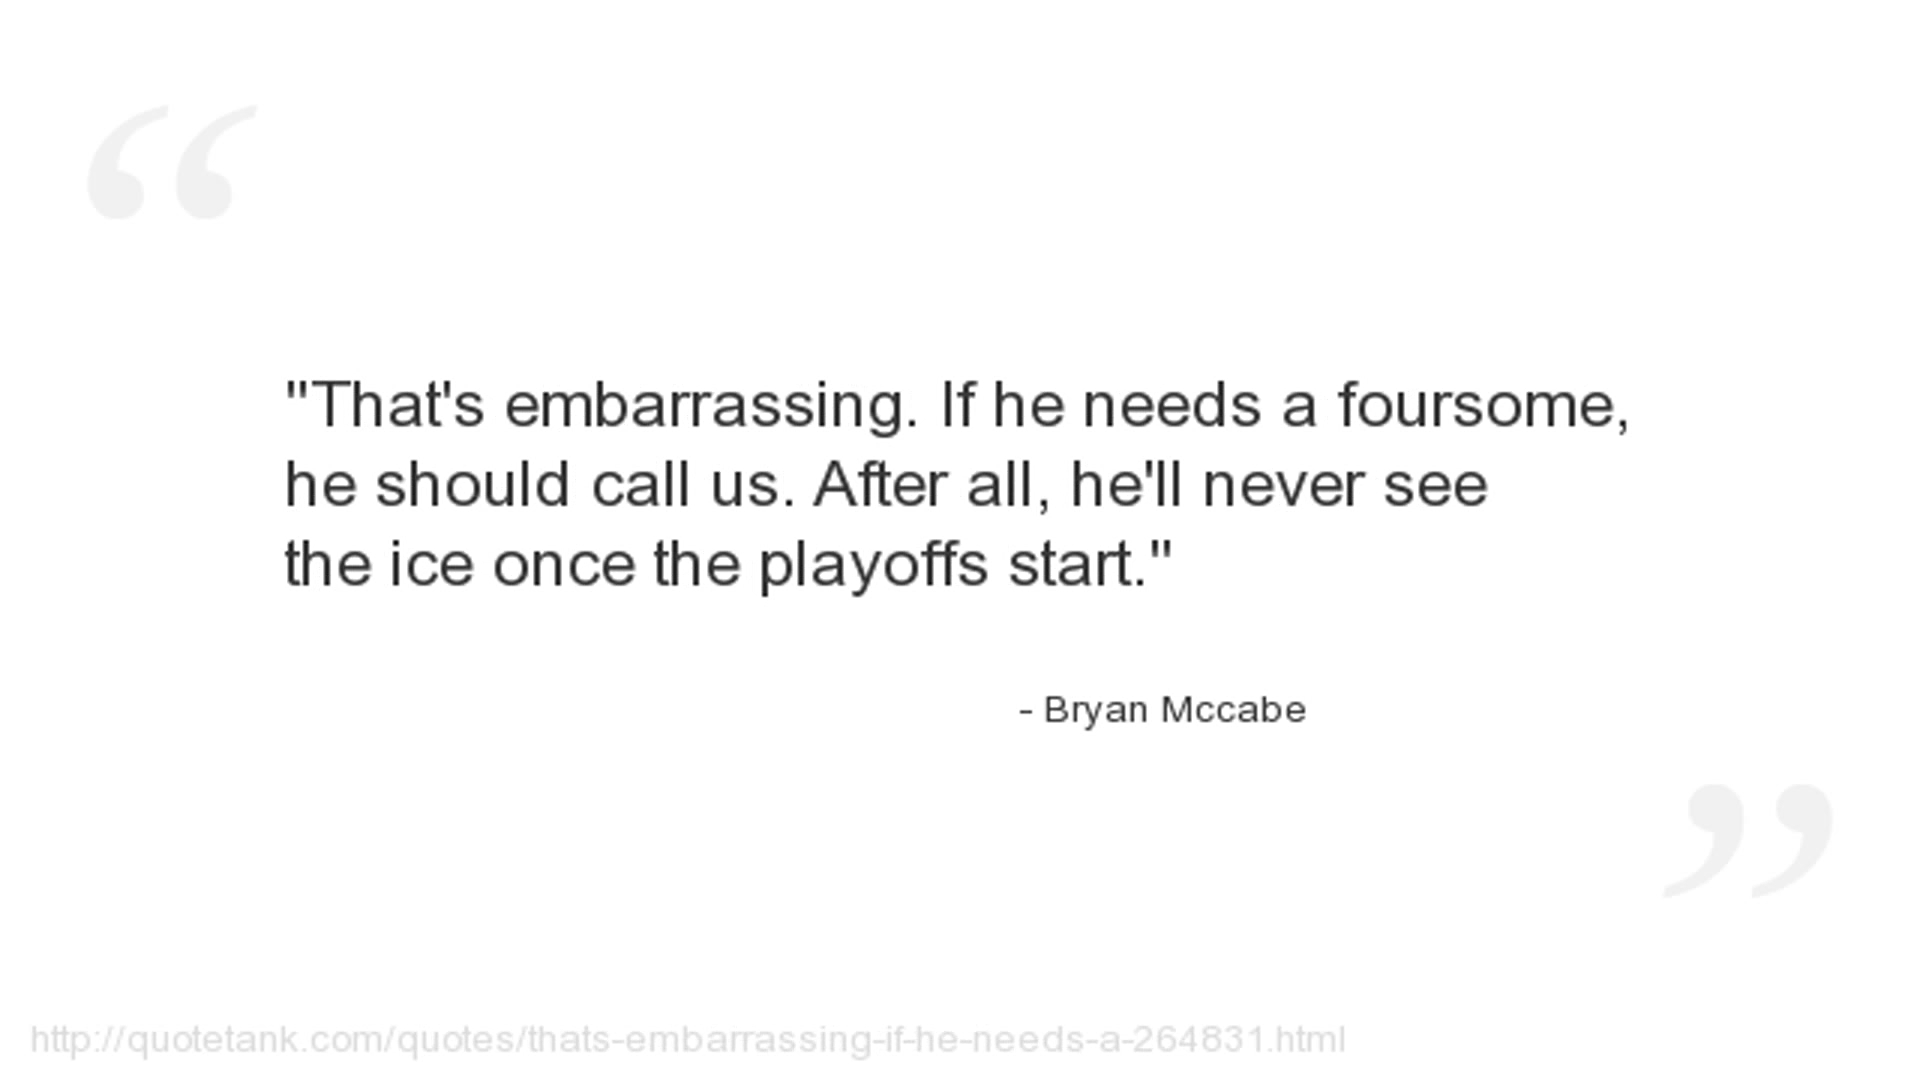 "That's embarrassing. If he needs a foursome,
he should call us. After all, he'll never see
the ice once the playoffs start."
- Bryan Mccabe
http://quotetank.com/quotes/thats-embarrassing-if-he-needs-a-264831.html